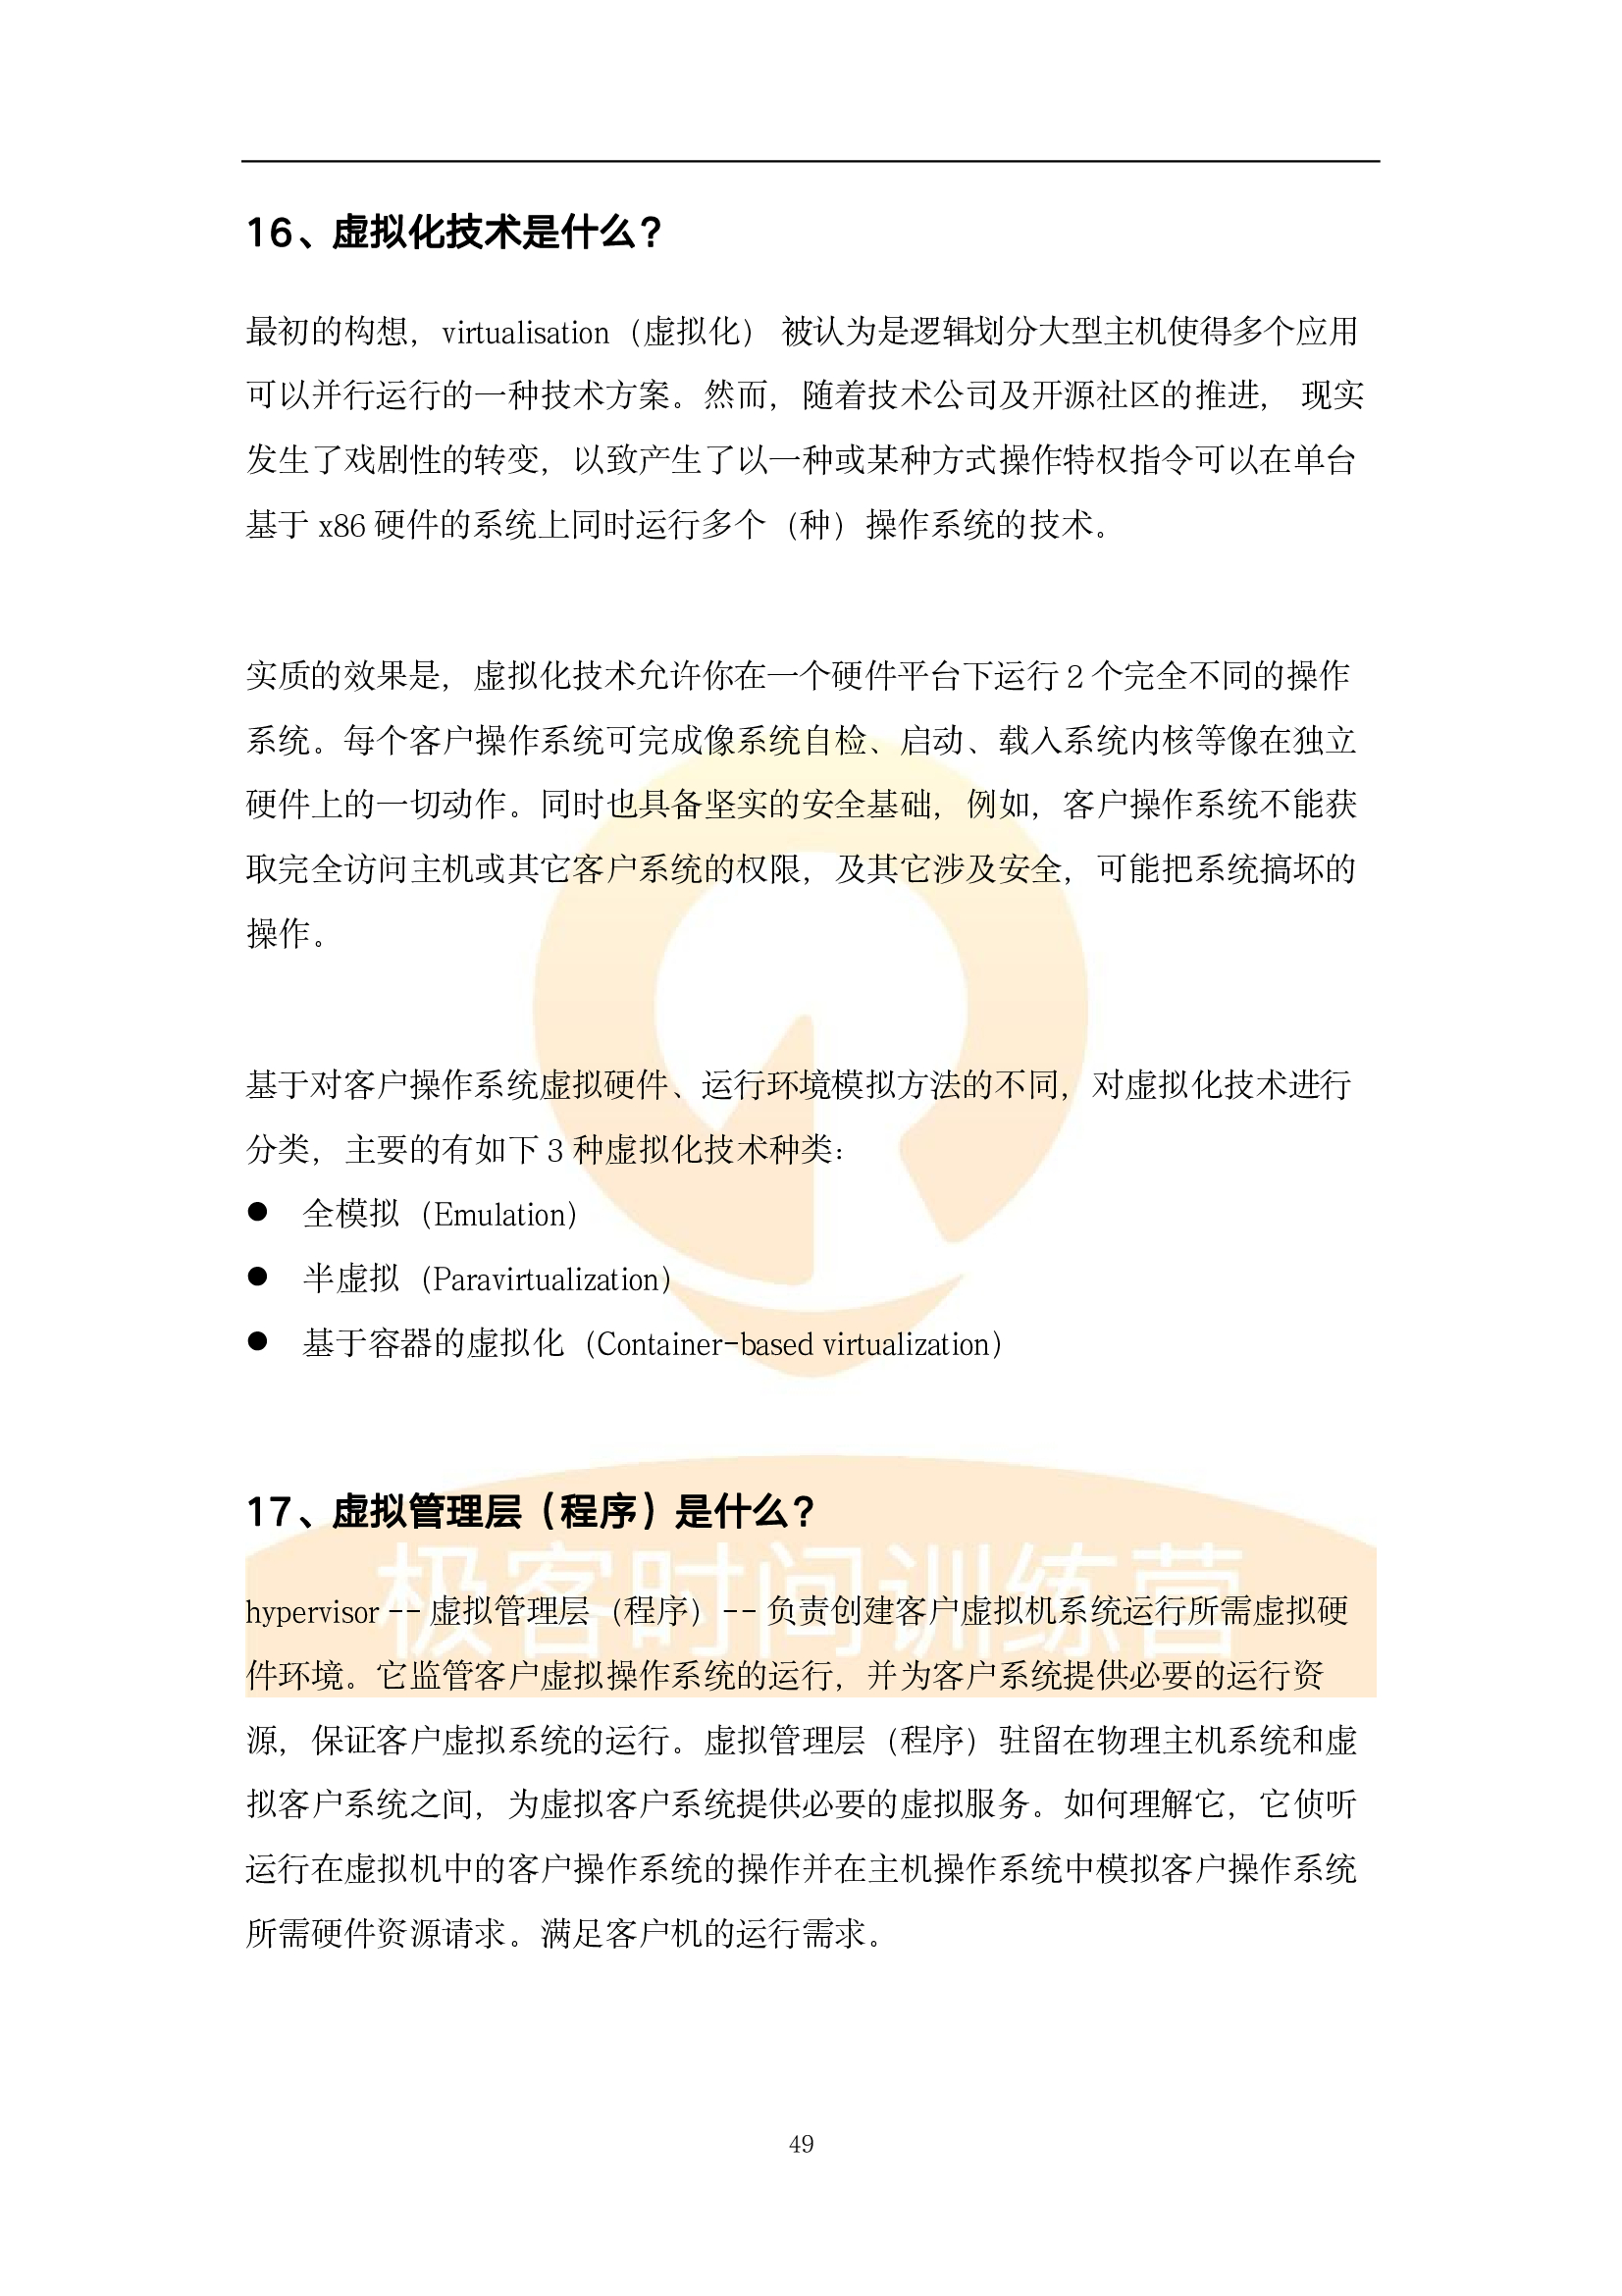 16、虚拟化技术是什么？
最初的构想，virtualisation（虚拟化） 被认为是逻辑划分大型主机使得多个应用
可以并行运行的一种技术方案。然而，随着技术公司及开源社区的推进， 现实
发生了戏剧性的转变，以致产生了以一种或某种方式操作特权指令可以在单台
基于 x86 硬件的系统上同时运行多个（种）操作系统的技术。
实质的效果是，虚拟化技术允许你在一个硬件平台下运行 2 个完全不同的操作
系统。每个客户操作系统可完成像系统自检、启动、载入系统内核等像在独立
硬件上的一切动作。同时也具备坚实的安全基础，例如，客户操作系统不能获
取完全访问主机或其它客户系统的权限，及其它涉及安全，可能把系统搞坏的
操作。
基于对客户操作系统虚拟硬件、运行环境模拟方法的不同，对虚拟化技术进行
分类，主要的有如下 3 种虚拟化技术种类：
● 全模拟（Emulation）
● 半虚拟（Paravirtualization）
● 基于容器的虚拟化（Container-based virtualization）
17、虚拟管理层（程序）是什么？
极客时间训练营
hypervisor -- 虚拟管理层（程序）-- 负责创建客户虚拟机系统运行所需虚拟硬
件环境。它监管客户虚拟操作系统的运行，并为客户系统提供必要的运行资
源，保证客户虚拟系统的运行。虚拟管理层（程序）驻留在物理主机系统和虚
拟客户系统之间，为虚拟客户系统提供必要的虚拟服务。如何理解它，它侦听
运行在虚拟机中的客户操作系统的操作并在主机操作系统中模拟客户操作系统
所需硬件资源请求。满足客户机的运行需求。
49